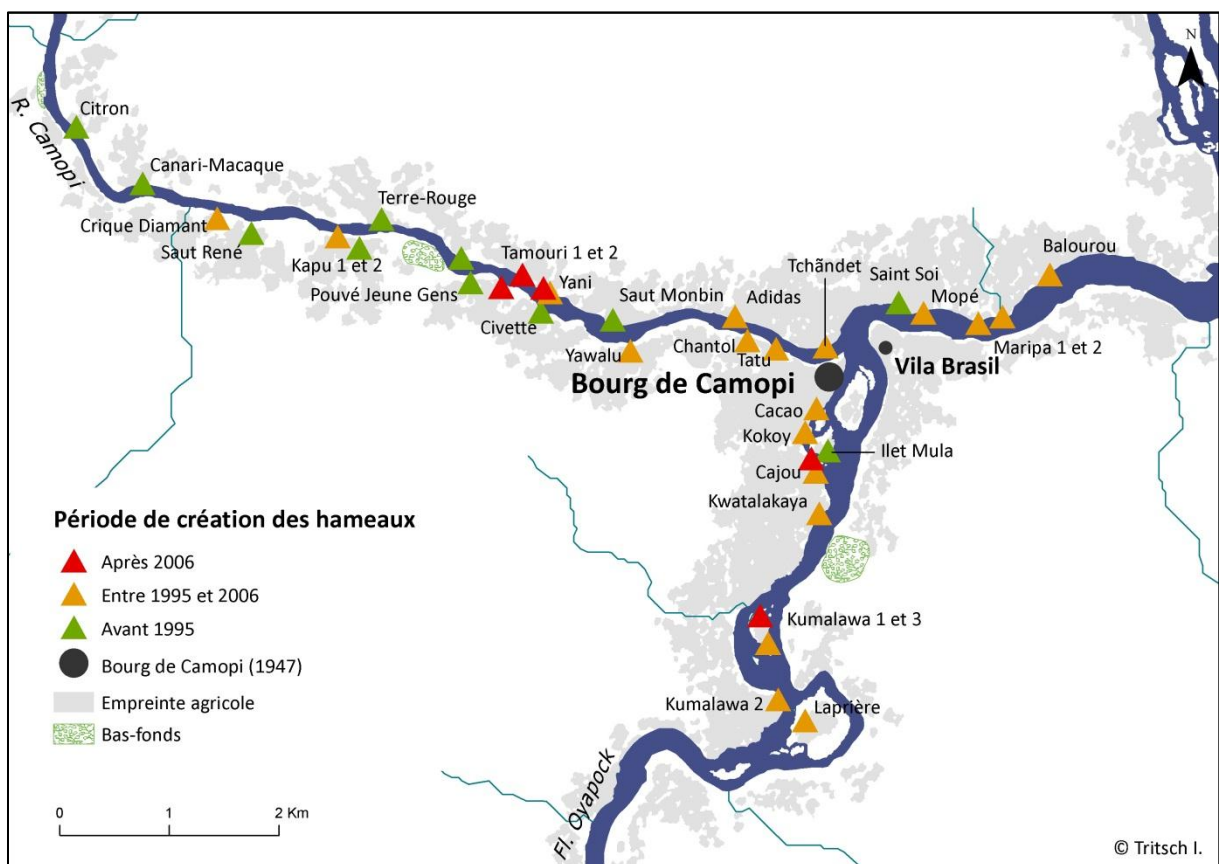 N
Citron
R. Camopi
Canari-Macaque
Terre-Rouge
Crique Diamant
Saut René
Kapu 1 et 2
Tamouri 1 et 2
Pouvé Jeune Gens
Yani
Civette
Saut Monbin
Yawalu
Adidas
Chantol
Tatu
Tchãndet
Saint Soi
Mopé
Balourou
Maripa 1 et 2
Vila Brasil
Bourg de Camopi
Cacao
Kokoy
Ilet Mula
Cajou
Kwatalakaya
Kumalawa 1 et 3
Kumalawa 2
Laprière
Fl. Oyapock
Période de création des hameaux
Après 2006
Entre 1995 et 2006
Avant 1995
Bourg de Camopi (1947)
Empreinte agricole
Bas-fonds
0 1 2 Km
© Tritsch I.